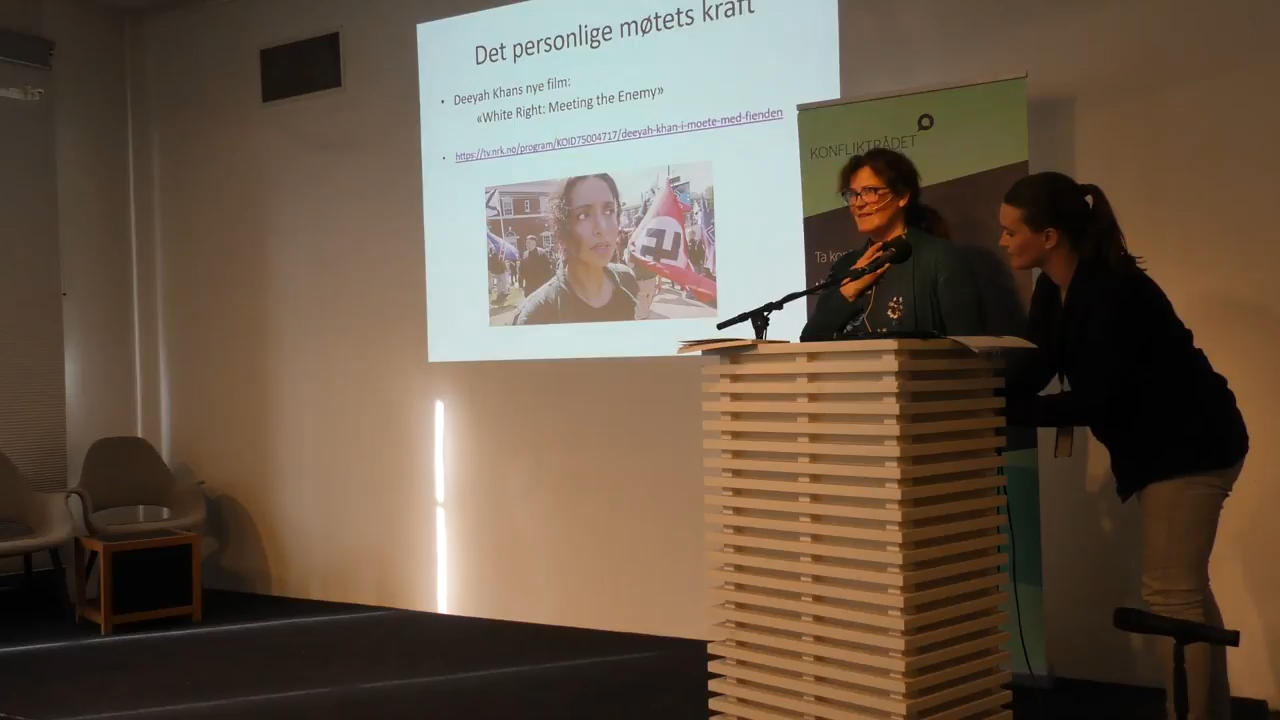 Det personlige møtets kraft
• Deeyah Khans nye film:
«White Right: Meeting the Enemy»
• https://tv.nrk.no/program/KOID75004717/deeyah-khan-i-moete-med-fienden
KONFLIKTRÅDET
Ta